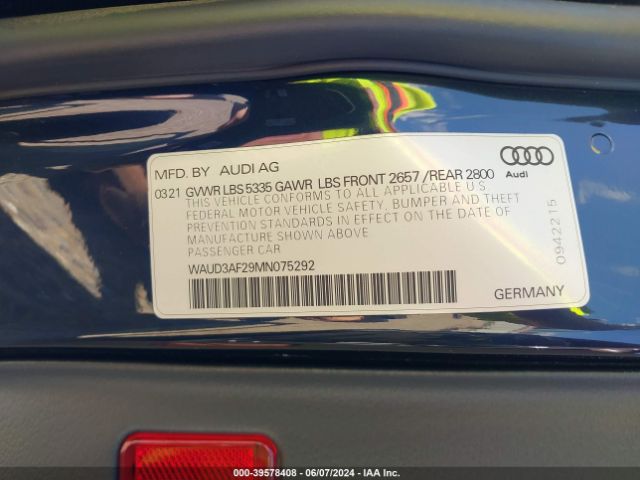 MFD. BY AUDI AG
Audi
0321 GVWR LBS 5335 GAWR LBS FRONT 2657 / REAR 2800
THIS VEHICLE CONFORMS TO ALL APPLICABLE U S
FEDERAL MOTOR VEHICLE SAFETY, BUMPER AND THEFT
PREVENTION STANDARDS IN EFFECT ON THE DATE OF
MANUFACTURE SHOWN ABOVE
PASSENGER CAR
0942215
WAUD3AF29MN075292
GERMANY
000-39578408 - 06/07/2024 - IAA Inc.